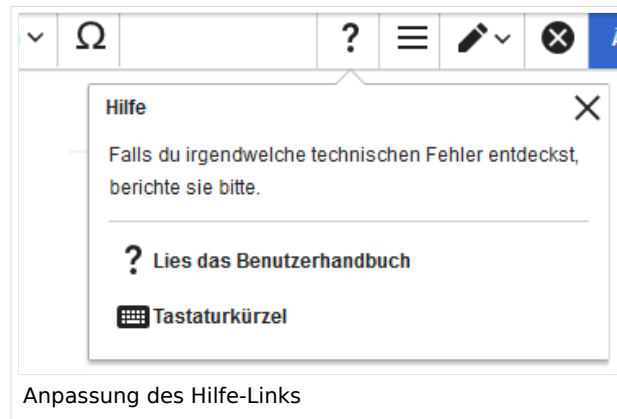 Ω ?
Hilfe
Falls du irgendwelche technischen Fehler entdeckst,
berichte sie bitte.
? Lies das Benutzerhandbuch
Tastaturkürzel
Anpassung des Hilfe-Links